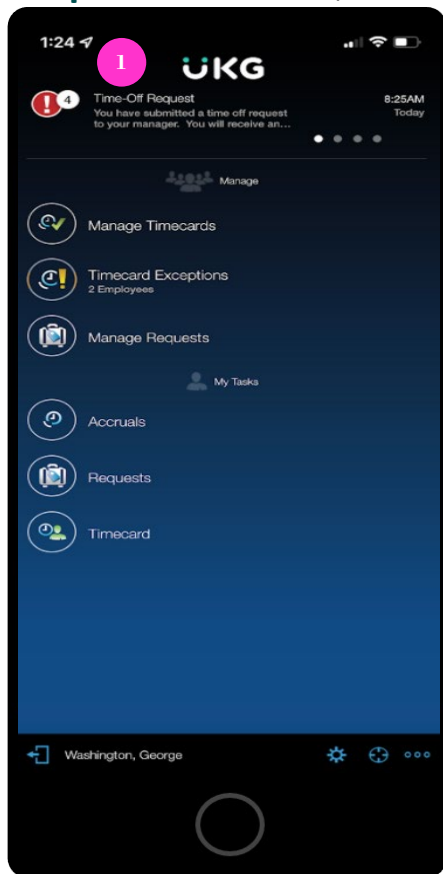 1:24
1
UKG
4
Time-Off Request
8:25AM
You have submitted a time off request
Today
to your manager. You will receive an...
Manage
Manage Timecards
Timecard Exceptions
2 Employees
Manage Requests
My Tasks
Accruals
Requests
Timecard
Washington, George